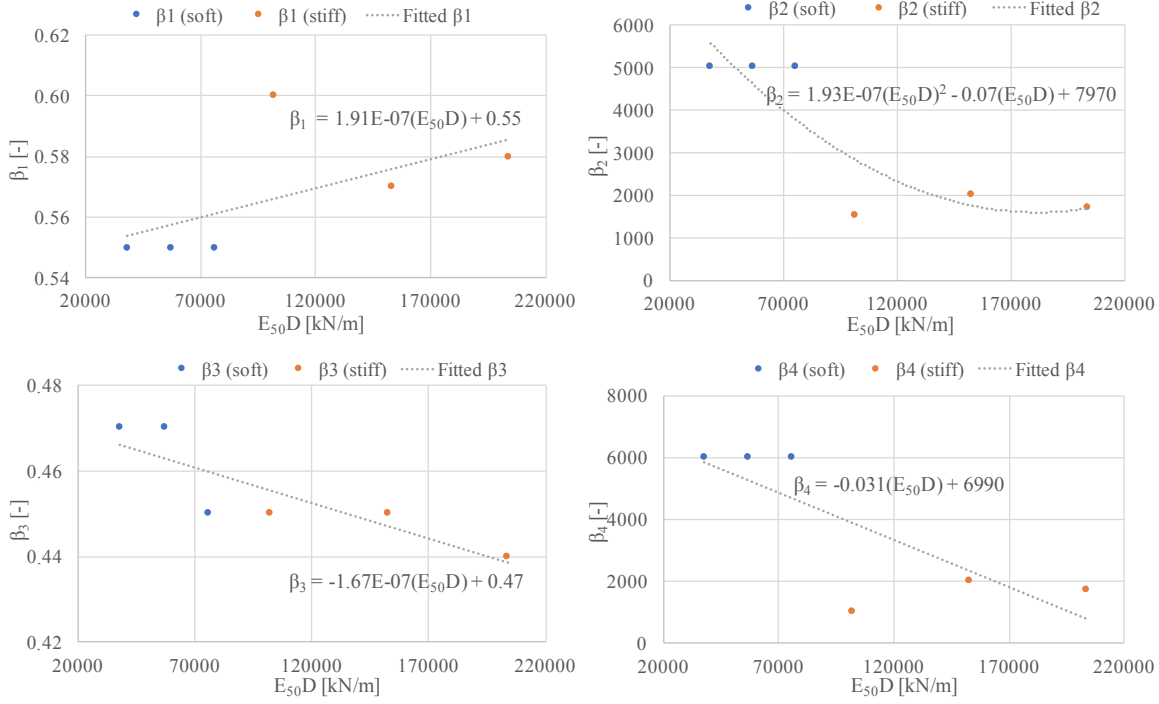 β1 (soft) β1 (stiff) Fitted β1
0.62
0.60
0.58
0.56
0.54
β₁ [-]
β₁ = 1.91E-07(E₅₀D) + 0.55
20000 70000 120000 170000 220000
E₅₀D [kN/m]
β2 (soft) β2 (stiff) Fitted β2
6000
5000
4000
3000
2000
1000
0
β₂ [-]
β₂ = 1.93E-07(E₅₀D)² - 0.07(E₅₀D) + 7970
20000 70000 120000 170000 220000
E₅₀D [kN/m]
β3 (soft) β3 (stiff) Fitted β3
0.48
0.46
0.44
0.42
β₃ [-]
β₃ = -1.67E-07(E₅₀D) + 0.47
20000 70000 120000 170000 220000
E₅₀D [kN/m]
β4 (soft) β4 (stiff) Fitted β4
8000
6000
4000
2000
0
β₄ [-]
β₄ = -0.031(E₅₀D) + 6990
20000 70000 120000 170000 220000
E₅₀D [kN/m]